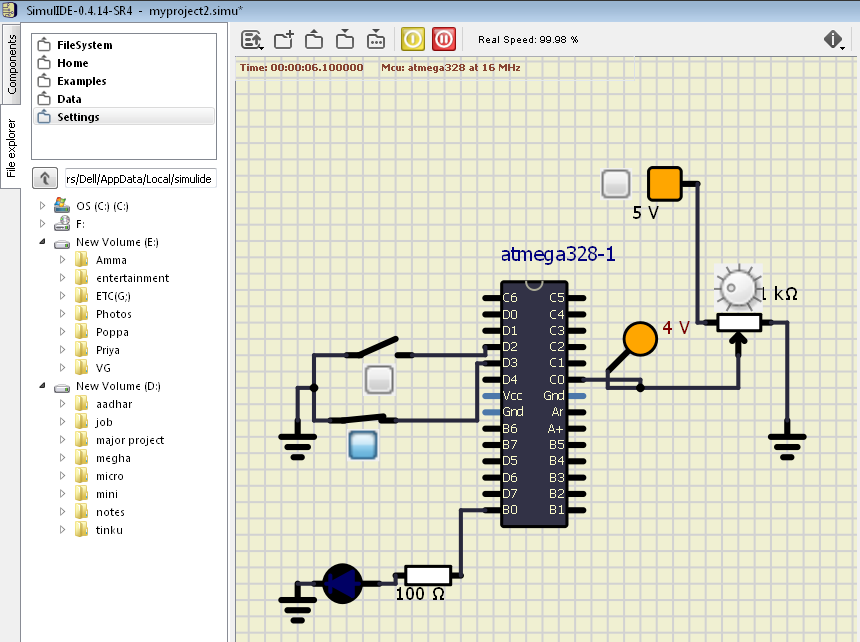 SimulIDE-0.4.14-SR4 - myproject2.simu*
Components
File explorer
FileSystem
Home
Examples
Data
Settings
rs/Dell/AppData/Local/simulide
OS (C:) (C:)
F:
New Volume (E:)
Amma
entertainment
ETC(G;)
Photos
Poppa
Priya
VG
New Volume (D:)
aadhar
job
major project
megha
micro
mini
notes
tinku
Real Speed: 99.98 %
Time: 00:00:06.100000 Mcu: atmega328 at 16 MHz
5 V
atmega328-1
1 kΩ
4 V
C6 C5
D0 C4
D1 C3
D2 C2
D3 C1
D4 C0
Vcc Gnd
Gnd Ar
B6 A+
B7 B5
D5 B4
D6 B3
D7 B2
B0 B1
100 Ω